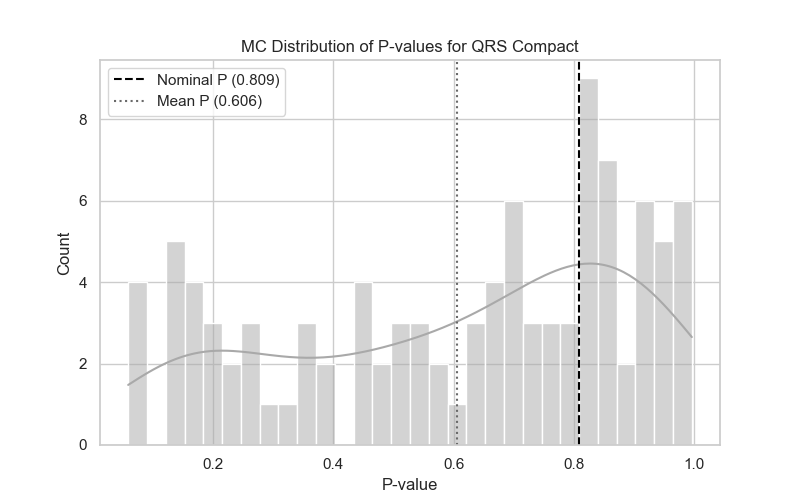 MC Distribution of P-values for QRS Compact
Nominal P (0.809)
Mean P (0.606)
Count
8
6
4
2
0
0.2 0.4 0.6 0.8 1.0
P-value